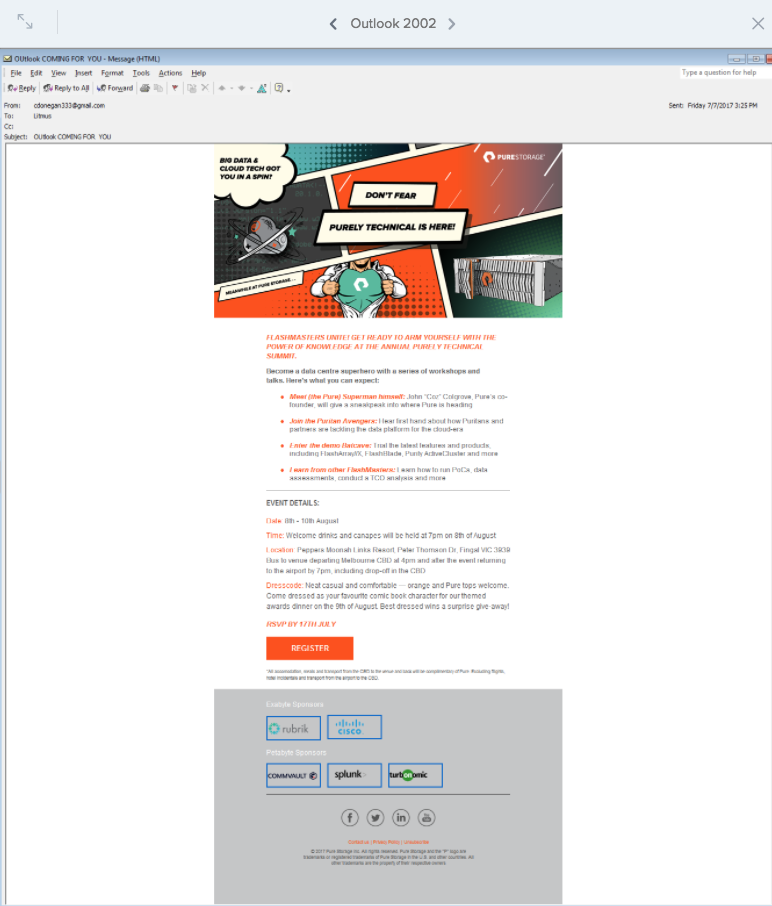 Outlook 2002
OUtlook COMING FOR YOU - Message (HTML)
File Edit View Insert Format Tools Actions Help
Type a question for help
Reply Reply to All Forward
From: cdonegan333@gmail.com
Sent: Friday 7/7/2017 3:25 PM
To: Litmus
Cc:
Subject: OUtlook COMING FOR YOU
BIG DATA &
CLOUD TECH GOT
YOU IN A SPIN?
PURESTORAGE
DON'T FEAR
PURELY TECHNICAL IS HERE!
MEANWHILE AT PURE STORAGE...
FLASHMASTERS UNITE! GET READY TO ARM YOURSELF WITH THE
POWER OF KNOWLEDGE AT THE ANNUAL PURELY TECHNICAL
SUMMIT.
Become a data centre superhero with a series of workshops and
talks. Here's what you can expect:
• Meet (the Pure) Superman himself: John "Coz" Colgrove, Pure's co-
founder, will give a sneakpeek into where Pure is heading
• Join the Puritan Avengers: Hear first hand about how Puritans and
partners are tackling the data platform for the cloud-era
• Enter the demo Batcave: Trial the latest features and products,
including FlashArray//X, FlashBlade, Purity ActiveCluster and more
• Learn from other FlashMasters: Learn how to run PoCs, data
assessments, conduct a TCO analysis and more
EVENT DETAILS:
Date: 8th - 10th August
Time: Welcome drinks and canapes will be held at 7pm on 8th of August
Location: Peppers Moonah Links Resort, Peter Thomson Dr, Fingal VIC 3939
Bus to venue departing Melbourne CBD at 4pm and after the event returning
to the airport by 7pm, including drop-off in the CBD
Dresscode: Neat casual and comfortable — orange and Pure tops welcome.
Come dressed as your favourite comic book character for our themed
awards dinner on the 9th of August. Best dressed wins a surprise give-away!
RSVP BY 17TH JULY
REGISTER
*All accomodation, meals and transport from the CBD to the venue and back will be complimentary of Pure. Excluding flights,
hotel incidentals and transport from the airport to the CBD.
Exabyte Sponsors
rubrik
CISCO
Petabyte Sponsors
COMMVAULT
splunk>
turbonomic
Contact us | Privacy Policy | Unsubscribe
© 2017 Pure Storage Inc. All rights reserved. Pure Storage and the "P" logo are
trademarks or registered trademarks of Pure Storage in the U.S. and other countries. All
other trademarks are the property of their respective owners